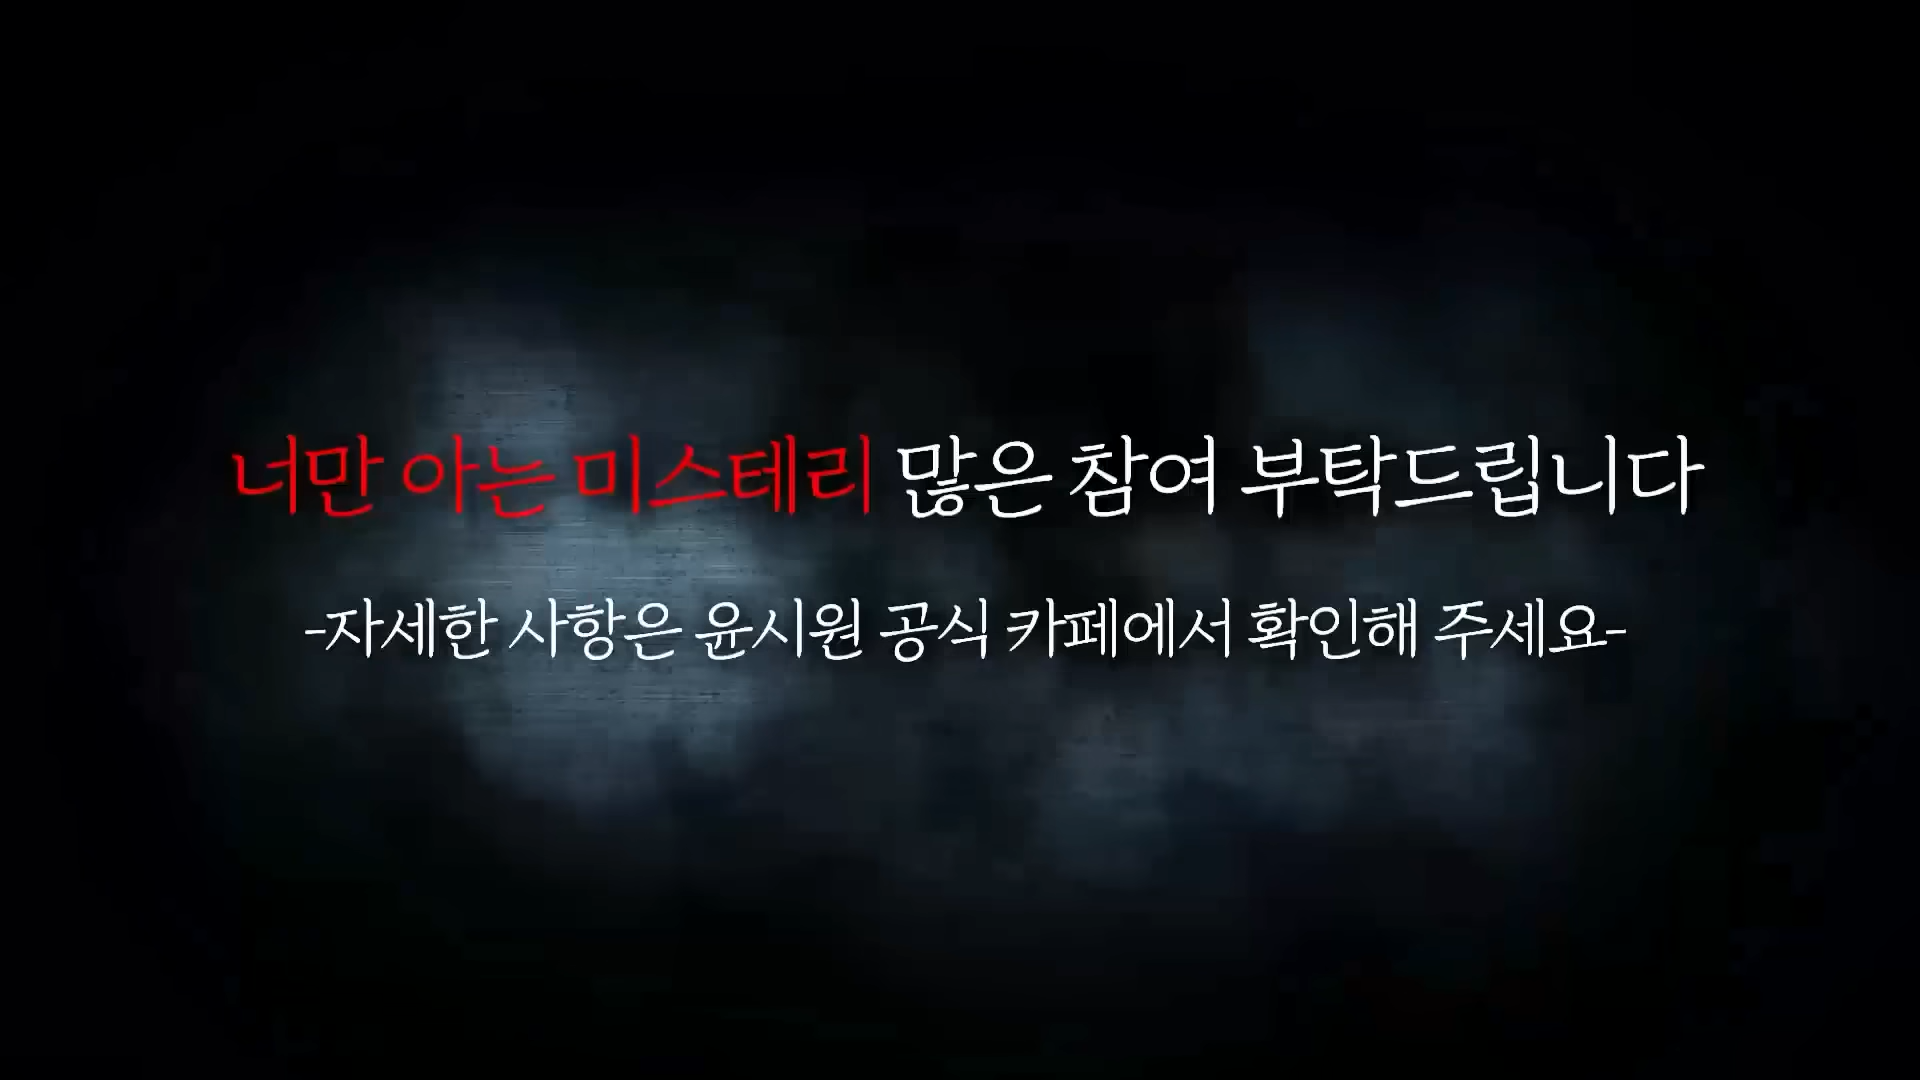 너만 아는 미스테리 많은 참여 부탁드립니다
-자세한 사항은 윤시원 공식 카페에서 확인해 주세요-